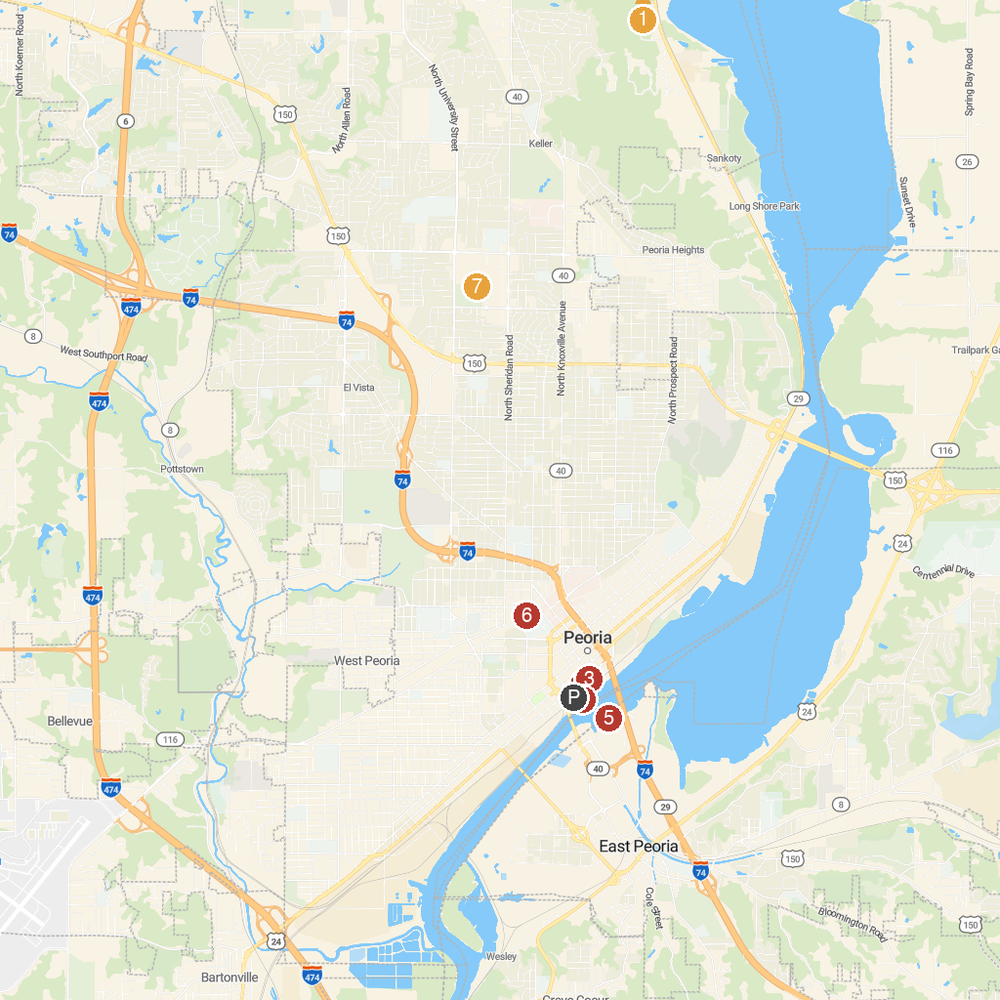 1
North Koerner Road
Spring Bay Road
North University Street
North Allen Road
40
150
6
Keller
Sankoty
26
Sunset Drive
Long Shore Park
74
150
Peoria Heights
40
7
74
474
74
North Knoxville Avenue
8
West Southport Road
North Sheridan Road
North Prospect Road
Trailpark Ga
150
El Vista
474
29
8
116
Pottstown
40
74
150
24
74
Centennial Drive
474
6
Peoria
West Peoria
3
P
5
Bellevue
24
116
40
74
474
29
8
East Peoria
150
74
Cole Street
Bloomington Road
150
24
Wesley
Bartonville
474
Creve Coeur